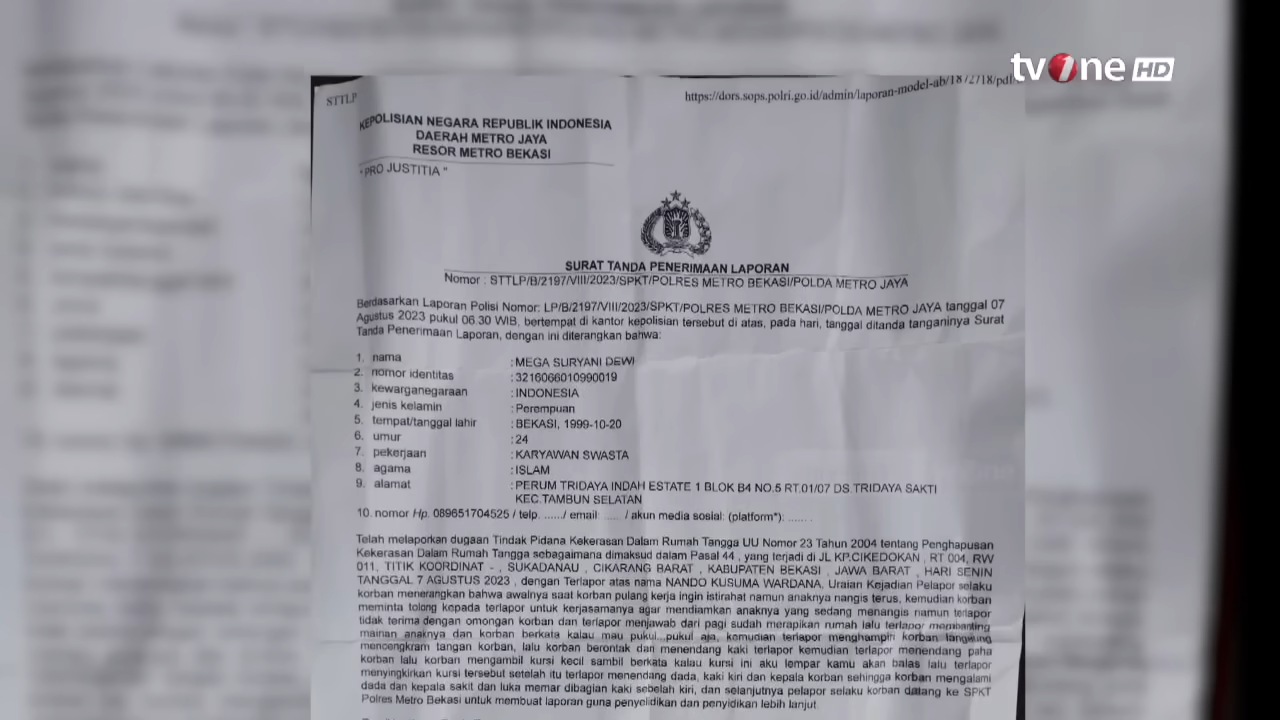 tvOne HD
STTLP
https://dors.sops.polri.go.id/admin/laporan-model-ab/1872718/pdf
KEPOLISIAN NEGARA REPUBLIK INDONESIA
DAERAH METRO JAYA
RESOR METRO BEKASI
" PRO JUSTITIA "
SURAT TANDA PENERIMAAN LAPORAN
Nomor : STTLP/B/2197/VIII/2023/SPKT/POLRES METRO BEKASI/POLDA METRO JAYA
Berdasarkan Laporan Polisi Nomor: LP/B/2197/VIII/2023/SPKT/POLRES METRO BEKASI/POLDA METRO JAYA tanggal 07
Agustus 2023 pukul 06.30 WIB, bertempat di kantor kepolisian tersebut di atas, pada hari, tanggal ditanda tanganinya Surat
Tanda Penerimaan Laporan, dengan ini diterangkan bahwa:
1. nama : MEGA SURYANI DEWI
2. nomor identitas : 3216066010990019
3. kewarganegaraan : INDONESIA
4. jenis kelamin : Perempuan
5. tempat/tanggal lahir : BEKASI, 1999-10-20
6. umur : 24
7. pekerjaan : KARYAWAN SWASTA
8. agama : ISLAM
9. alamat : PERUM TRIDAYA INDAH ESTATE 1 BLOK B4 NO.5 RT.01/07 DS.TRIDAYA SAKTI
KEC.TAMBUN SELATAN
10. nomor Hp. 089651704525 / telp. ....../ email: ...... / akun media sosial: (platform*): ......
Telah melaporkan dugaan Tindak Pidana Kekerasan Dalam Rumah Tangga UU Nomor 23 Tahun 2004 tentang Penghapusan
Kekerasan Dalam Rumah Tangga sebagaimana dimaksud dalam Pasal 44 , yang terjadi di JL KP.CIKEDOKAN , RT 004, RW
011, TITIK KOORDINAT - , SUKADANAU , CIKARANG BARAT , KABUPATEN BEKASI , JAWA BARAT , HARI SENIN
TANGGAL 7 AGUSTUS 2023 , dengan Terlapor atas nama NANDO KUSUMA WARDANA. Uraian Kejadian Pelapor selaku
korban menerangkan bahwa awalnya saat korban pulang kerja ingin istirahat namun anaknya nangis terus, kemudian korban
meminta tolong kepada terlapor untuk kerjasamanya agar mendiamkan anaknya yang sedang menangis namun terlapor
tidak terima dengan omongan korban dan terlapor menjawab dari pagi sudah merapikan rumah lalu terlapor membanting
mainan anaknya dan korban berkata kalau mau pukul...pukul aja, kemudian terlapor menghampiri korban langsung
mencengkram tangan korban, lalu korban berontak dan menendang kaki terlapor kemudian terlapor menendang paha
korban lalu korban mengambil kursi kecil sambil berkata kalau kursi ini aku lempar kamu akan balas lalu terlapor
menyingkirkan kursi tersebut setelah itu terlapor menendang dada, kaki kiri dan kepala korban sehingga korban mengalami
dada dan kepala sakit dan luka memar dibagian kaki sebelah kiri, dan selanjutnya pelapor selaku korban datang ke SPKT
Polres Metro Bekasi untuk membuat laporan guna penyelidikan dan penyidikan lebih lanjut.